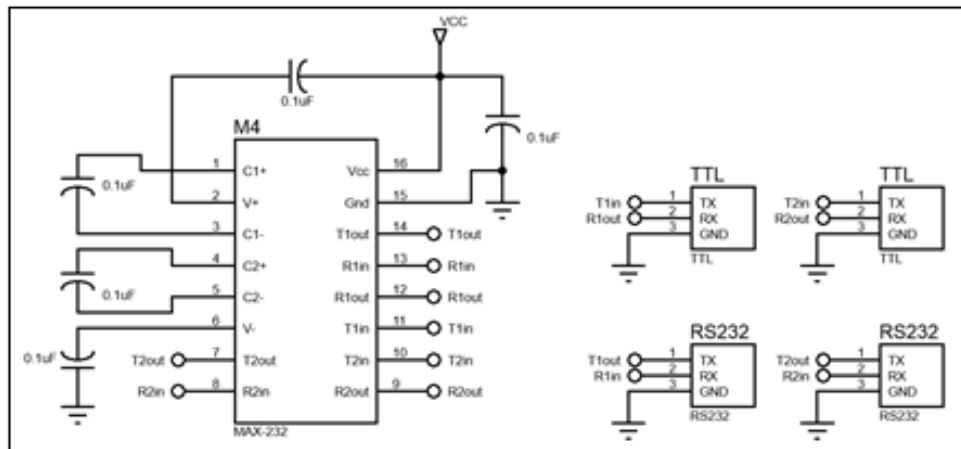 VCC
0.1uF
0.1uF
M4
0.1uF
1 C1+ Vcc 16
2 V+ Gnd 15
3 C1- T1out 14 T1out
4 C2+ R1in 13 R1in
0.1uF
5 C2- R1out 12 R1out
6 V- T1in 11 T1in
0.1uF
T2out 7 T2out T2in 10 T2in
R2in 8 R2in R2out 9 R2out
MAX-232
TTL
T1in 1 TX
R1out 2 RX
3 GND
TTL
TTL
T2in 1 TX
R2out 2 RX
3 GND
TTL
RS232
T1out 1 TX
R1in 2 RX
3 GND
RS232
RS232
T2out 1 TX
R2in 2 RX
3 GND
RS232